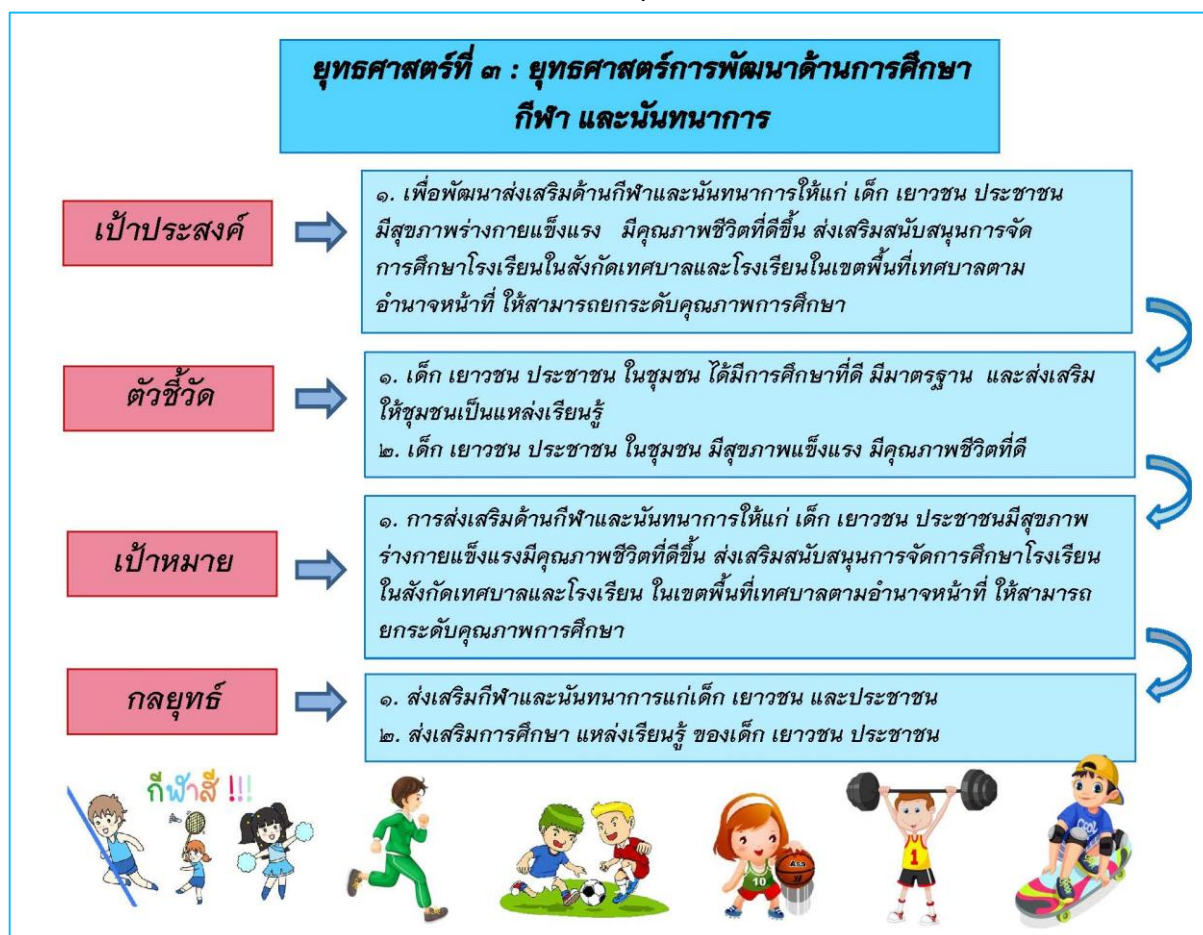 ยุทธศาสตร์ที่ ๓ : ยุทธศาสตร์การพัฒนาด้านการศึกษา
กีฬา และนันทนาการ
เป้าประสงค์
๑. เพื่อพัฒนาส่งเสริมด้านกีฬาและนันทนาการให้แก่ เด็ก เยาวชน ประชาชน
มีสุขภาพร่างกายแข็งแรง มีคุณภาพชีวิตที่ดีขึ้น ส่งเสริมสนับสนุนการจัด
การศึกษาโรงเรียนในสังกัดเทศบาลและโรงเรียนในเขตพื้นที่เทศบาลตาม
อำนาจหน้าที่ ให้สามารถยกระดับคุณภาพการศึกษา
ตัวชี้วัด
๑. เด็ก เยาวชน ประชาชน ในชุมชน ได้มีการศึกษาที่ดี มีมาตรฐาน และส่งเสริม
ให้ชุมชนเป็นแหล่งเรียนรู้
๒. เด็ก เยาวชน ประชาชน ในชุมชน มีสุขภาพแข็งแรง มีคุณภาพชีวิตที่ดี
เป้าหมาย
๑. การส่งเสริมด้านกีฬาและนันทนาการให้แก่ เด็ก เยาวชน ประชาชนมีสุขภาพ
ร่างกายแข็งแรงมีคุณภาพชีวิตที่ดีขึ้น ส่งเสริมสนับสนุนการจัดการศึกษาโรงเรียน
ในสังกัดเทศบาลและโรงเรียน ในเขตพื้นที่เทศบาลตามอำนาจหน้าที่ ให้สามารถ
ยกระดับคุณภาพการศึกษา
กลยุทธ์
๑. ส่งเสริมกีฬาและนันทนาการแก่เด็ก เยาวชน และประชาชน
๒. ส่งเสริมการศึกษา แหล่งเรียนรู้ ของเด็ก เยาวชน ประชาชน
กีฬาสี !!!
10
1
COOL